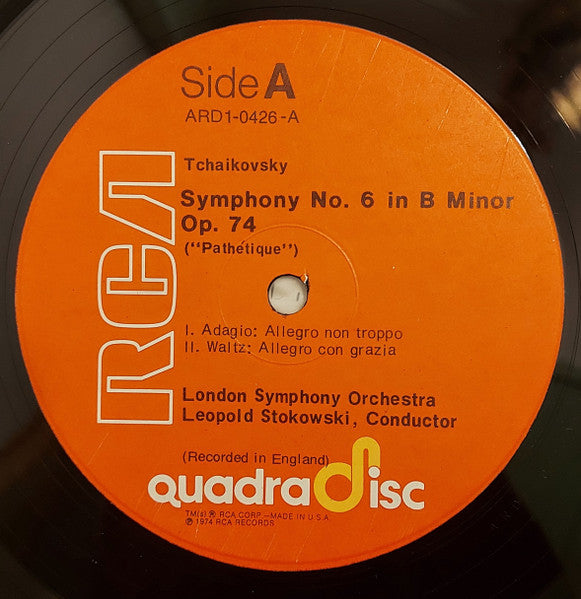 Side A
ARD1-0426-A
RCA
Tchaikovsky
Symphony No. 6 in B Minor
Op. 74
("Pathétique")
I. Adagio: Allegro non troppo
II. Waltz: Allegro con grazia
London Symphony Orchestra
Leopold Stokowski, Conductor
(Recorded in England)
quadradisc
TM(s) ® RCA CORP.—MADE IN U.S.A.
℗ 1974 RCA RECORDS